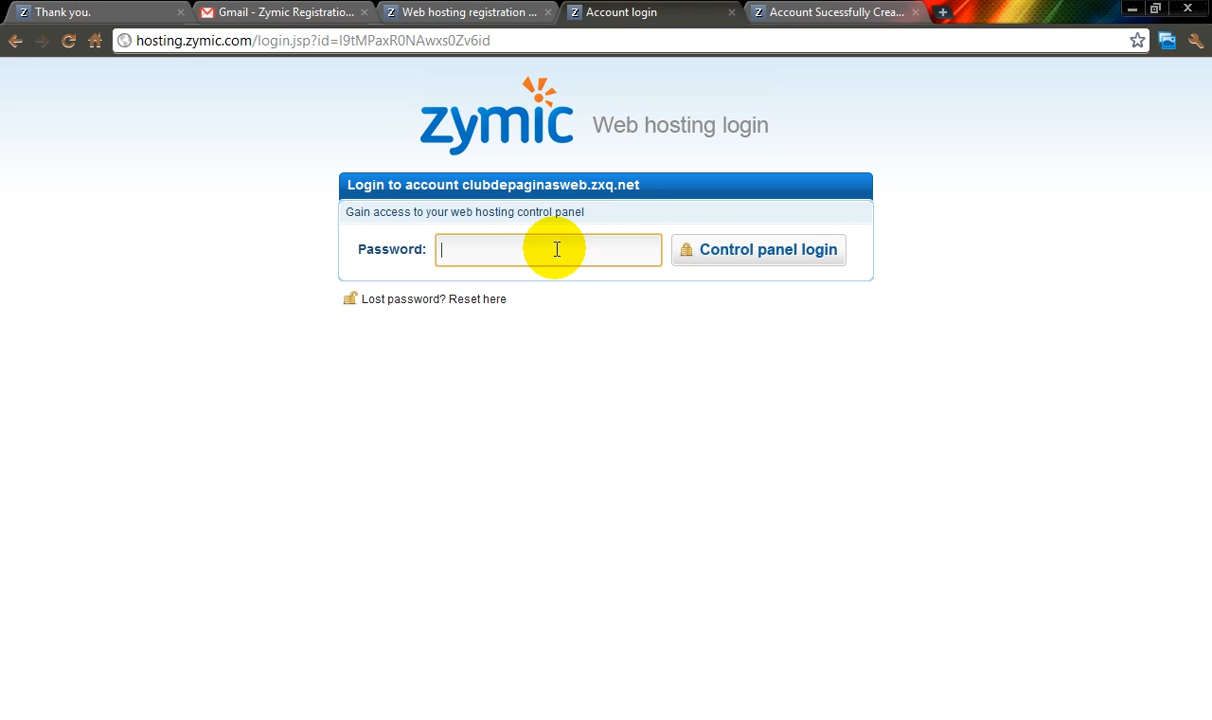 Thank you.
Gmail - Zymic Registratio...
Web hosting registration ...
Account login
Account Sucessfully Crea...
hosting.zymic.com/login.jsp?id=I9tMPaxR0NAwxs0Zv6id
zymic Web hosting login
Login to account clubdepaginasweb.zxq.net
Gain access to your web hosting control panel
Password: Control panel login
Lost password? Reset here